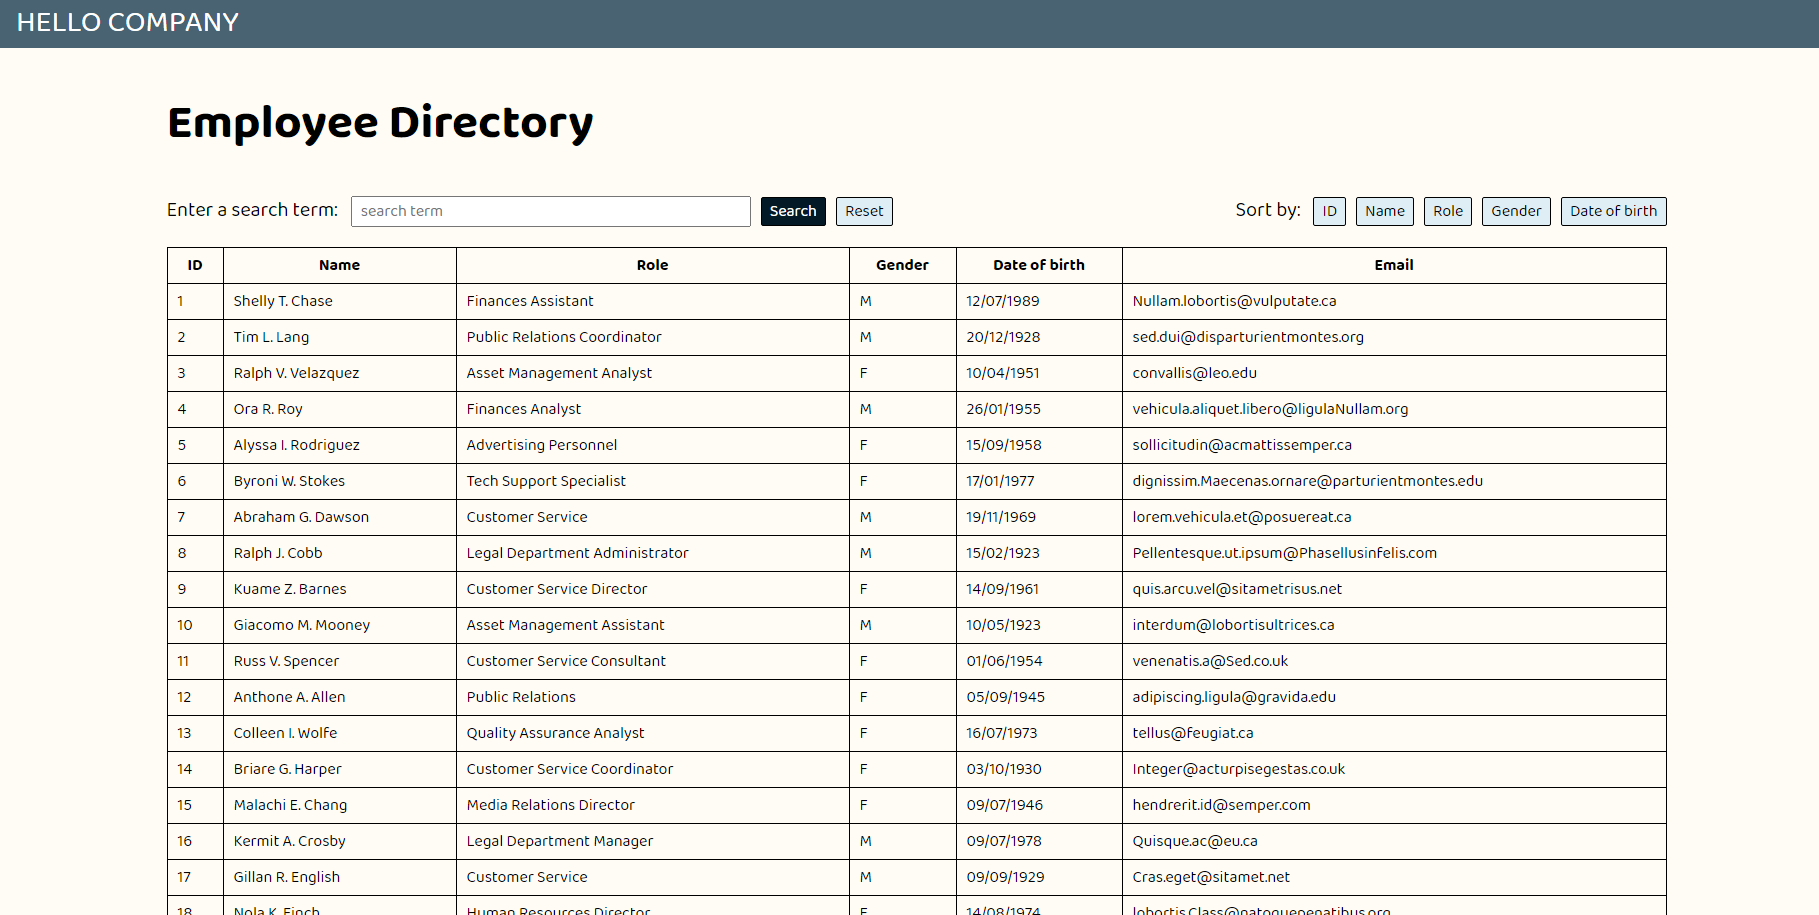 HELLO COMPANY
Employee Directory
Enter a search term: search term Search Reset Sort by: ID Name Role Gender Date of birth
ID Name Role Gender Date of birth Email
1 Shelly T. Chase Finances Assistant M 12/07/1989 Nullam.lobortis@vulputate.ca
2 Tim L. Lang Public Relations Coordinator M 20/12/1928 sed.dui@disparturientmontes.org
3 Ralph V. Velazquez Asset Management Analyst F 10/04/1951 convallis@leo.edu
4 Ora R. Roy Finances Analyst M 26/01/1955 vehicula.aliquet.libero@ligulaNullam.org
5 Alyssa I. Rodriguez Advertising Personnel F 15/09/1958 sollicitudin@acmattissemper.ca
6 Byroni W. Stokes Tech Support Specialist F 17/01/1977 dignissim.Maecenas.ornare@parturientmontes.edu
7 Abraham G. Dawson Customer Service M 19/11/1969 lorem.vehicula.et@posuereat.ca
8 Ralph J. Cobb Legal Department Administrator M 15/02/1923 Pellentesque.ut.ipsum@Phasellusinfelis.com
9 Kuame Z. Barnes Customer Service Director F 14/09/1961 quis.arcu.vel@sitametrisus.net
10 Giacomo M. Mooney Asset Management Assistant M 10/05/1923 interdum@lobortisultrices.ca
11 Russ V. Spencer Customer Service Consultant F 01/06/1954 venenatis.a@Sed.co.uk
12 Anthone A. Allen Public Relations F 05/09/1945 adipiscing.ligula@gravida.edu
13 Colleen I. Wolfe Quality Assurance Analyst F 16/07/1973 tellus@feugiat.ca
14 Briare G. Harper Customer Service Coordinator F 03/10/1930 Integer@acturpisegestas.co.uk
15 Malachi E. Chang Media Relations Director F 09/07/1946 hendrerit.id@semper.com
16 Kermit A. Crosby Legal Department Manager M 09/07/1978 Quisque.ac@eu.ca
17 Gillan R. English Customer Service M 09/09/1929 Cras.eget@sitamet.net
18 Nola K. Finch Human Resources Director F 14/08/1974 lobortis.Class@natoquepenatibus.org